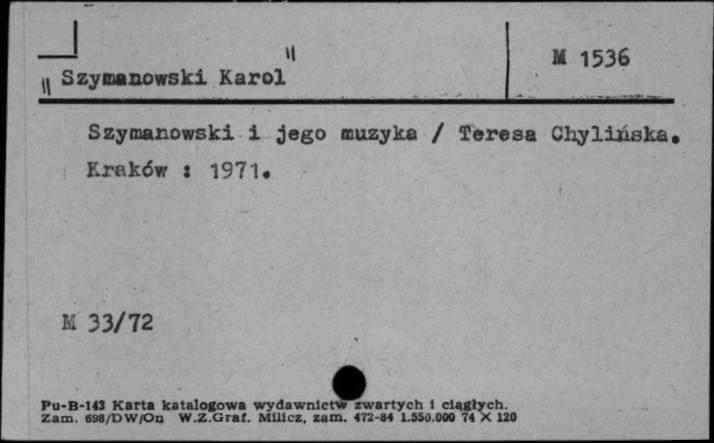 M 1536
„Szymanowski Karol"
Szymanowski i jego muzyka / Teresa Chylińska.
Kraków : 1971.
M 33/72
Pu-B-143 Karta katalogowa wydawnictw zwartych i ciągłych.
Zam. 698/DW/On W.Z.Graf. Milicz, zam. 472-84 1.550.000 74 X 120